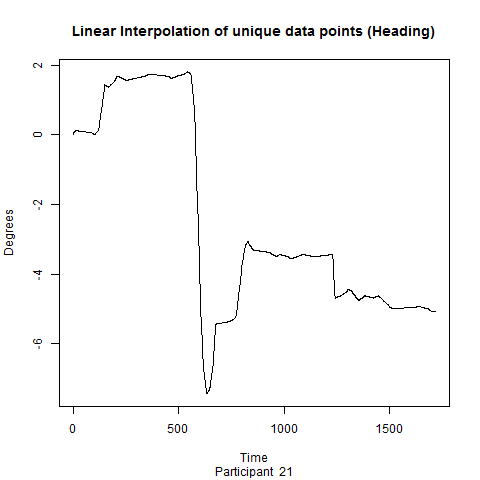 Linear Interpolation of unique data points (Heading)
2
0
-2
-4
-6
Degrees
0 500 1000 1500
Time
Participant 21